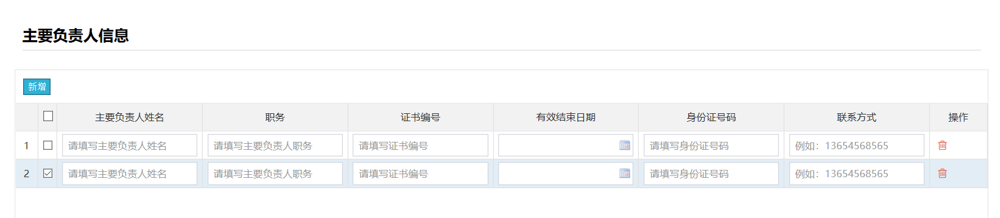 主要负责人信息
新增
主要负责人姓名 职务 证书编号 有效结束日期 身份证号码 联系方式 操作
1 请填写主要负责人姓名 请填写主要负责人职务 请填写证书编号 请填写身份证号码 例如：13654568565
2 请填写主要负责人姓名 请填写主要负责人职务 请填写证书编号 请填写身份证号码 例如：13654568565